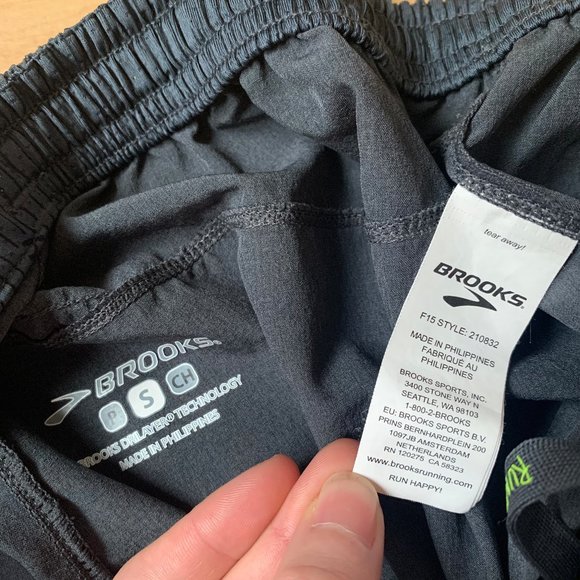 tear away!
BROOKS
F15 STYLE: 210832
MADE IN PHILIPPINES
FABRIQUÉ AU
PHILIPPINES
BROOKS SPORTS, INC.
3400 STONE WAY N
SEATTLE, WA 98103
1-800-2-BROOKS
EU: BROOKS SPORTS B.V.
PRINS BERNHARDPLEIN 200
1097JB AMSTERDAM
NETHERLANDS
RN 120275 CA 58323
www.brooksrunning.com
RUN HAPPY!
BROOKS
P S CH
BROOKS DRILAYER® TECHNOLOGY
MADE IN PHILIPPINES